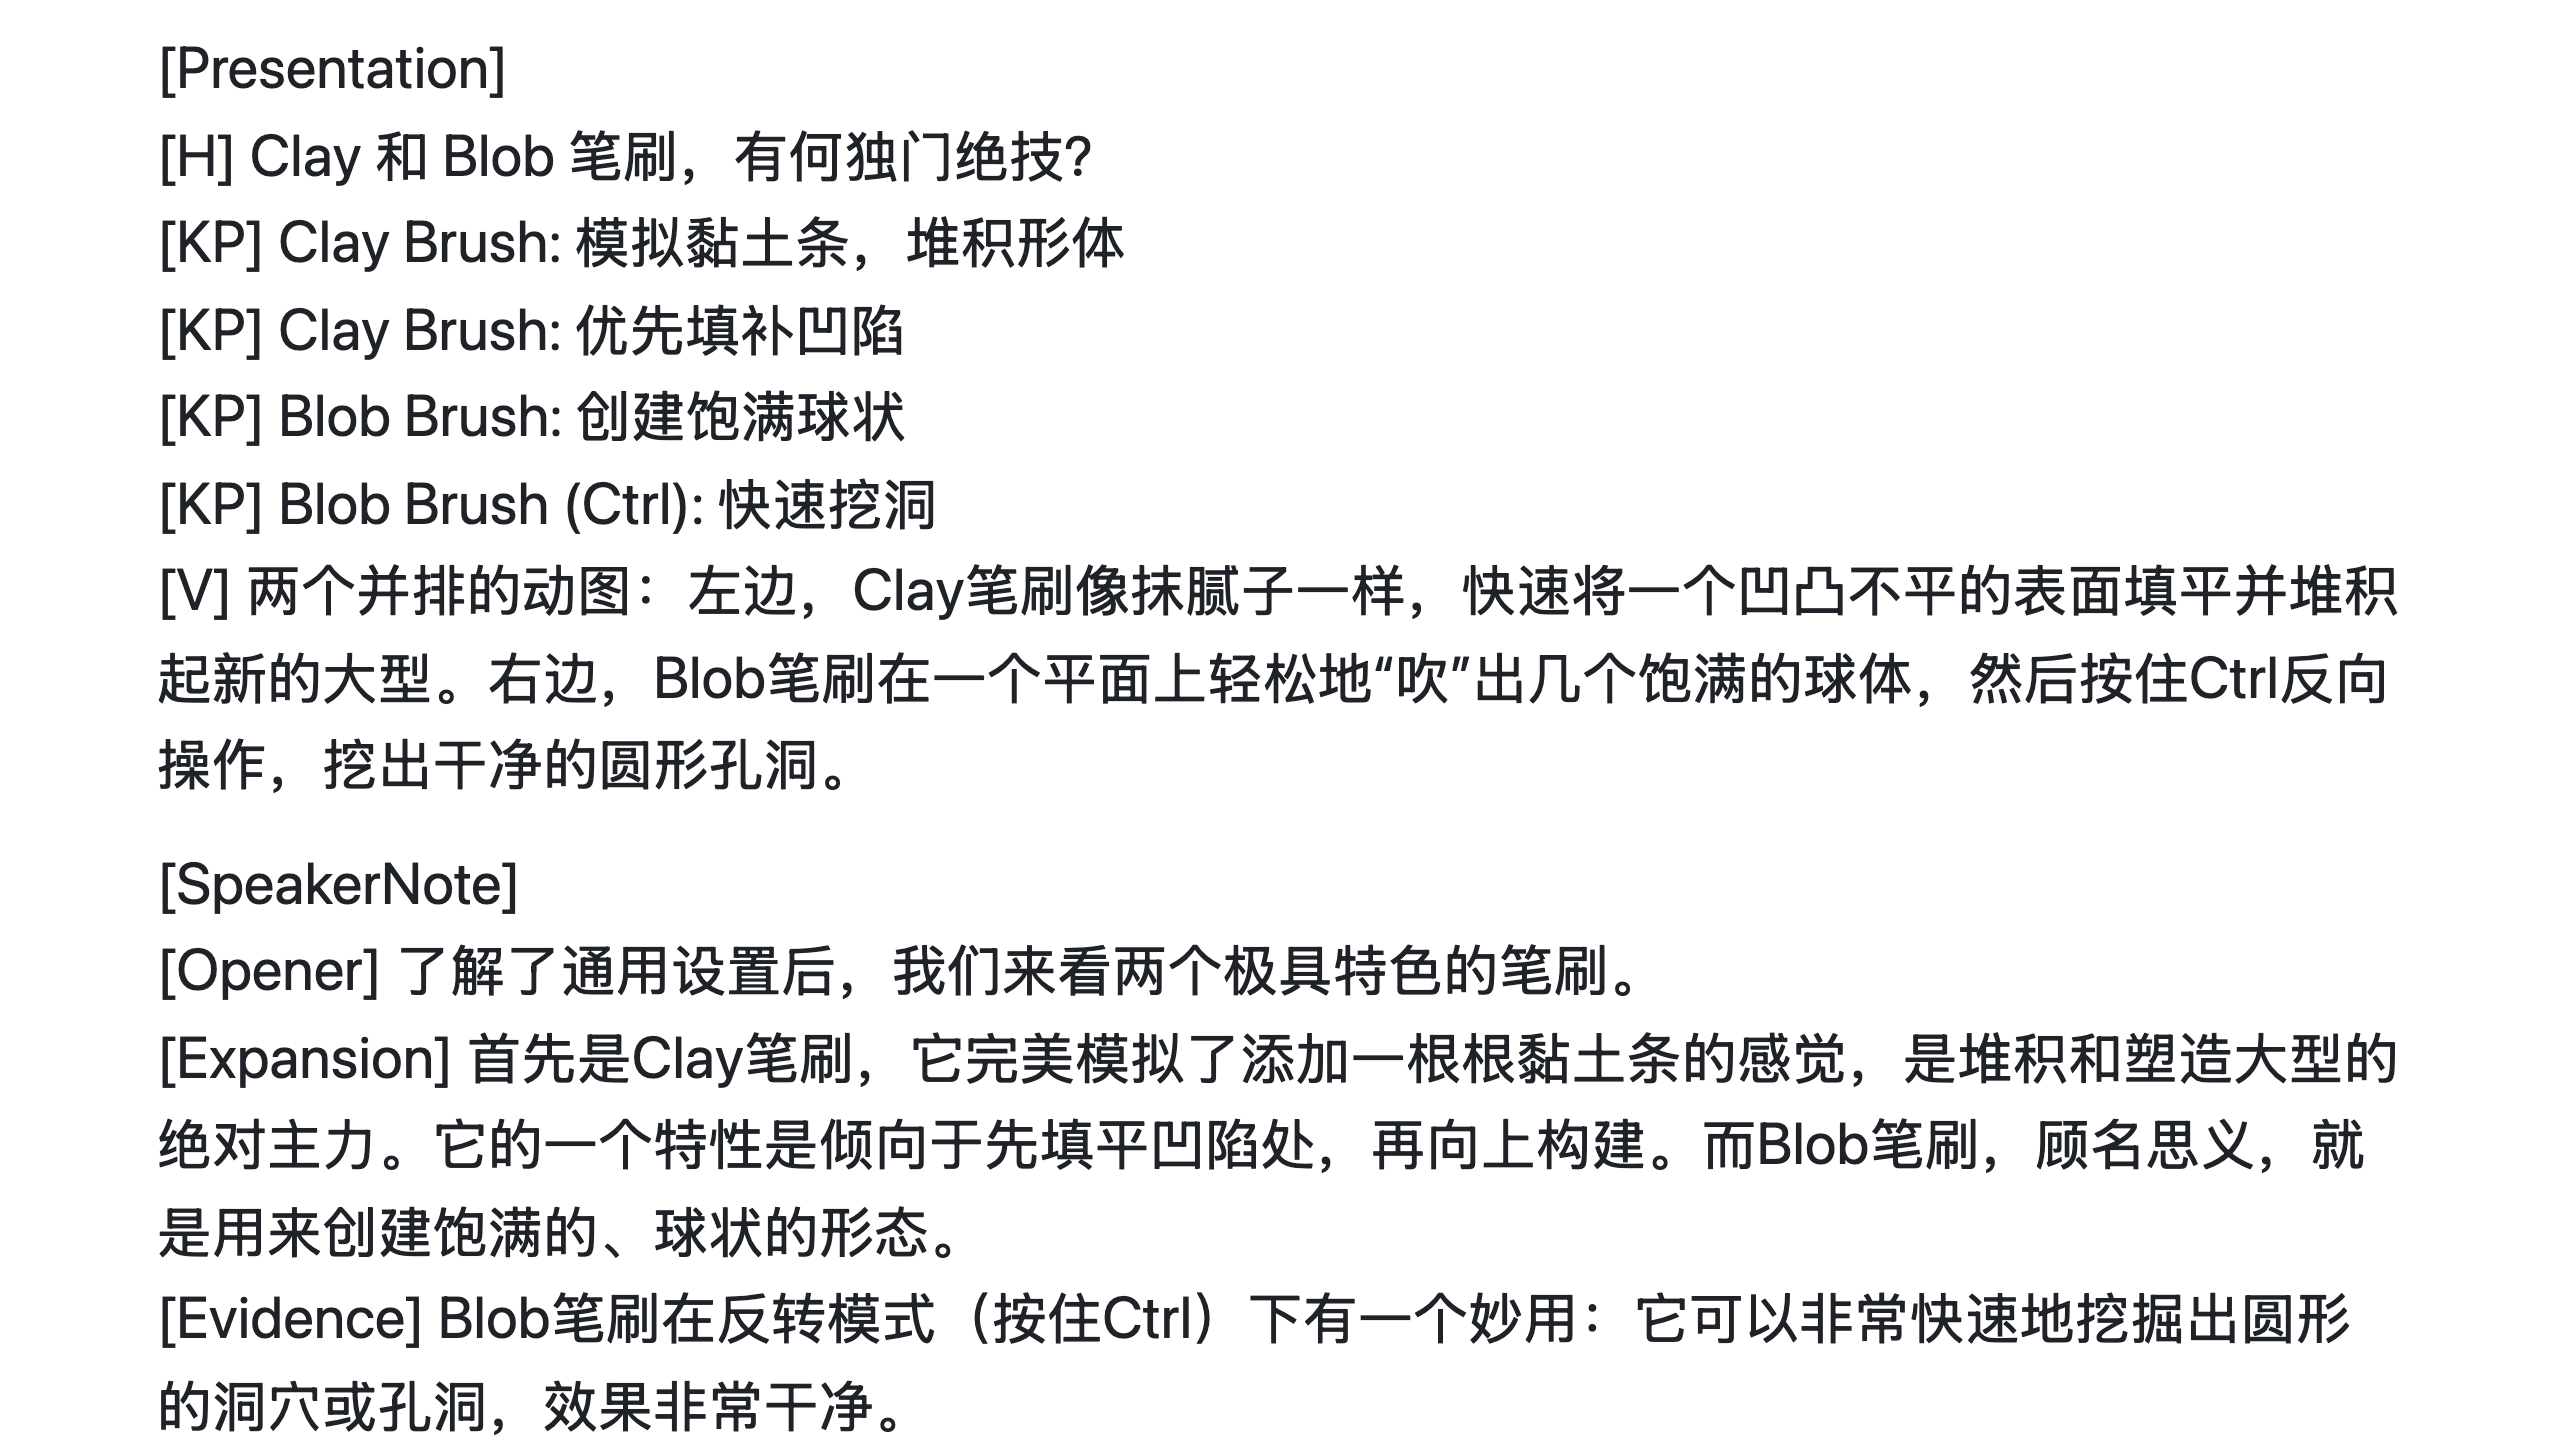 [Presentation]
[H] Clay 和 Blob 笔刷，有何独门绝技?
[KP] Clay Brush: 模拟黏土条，堆积形体
[KP] Clay Brush: 优先填补凹陷
[KP] Blob Brush: 创建饱满球状
[KP] Blob Brush (Ctrl): 快速挖洞
[V] 两个并排的动图：左边，Clay笔刷像抹腻子一样，快速将一个凹凸不平的表面填平并堆积
起新的大型。右边，Blob笔刷在一个平面上轻松地“吹”出几个饱满的球体，然后按住Ctrl反向
操作，挖出干净的圆形孔洞。
[SpeakerNote]
[Opener] 了解了通用设置后，我们来看两个极具特色的笔刷。
[Expansion] 首先是Clay笔刷，它完美模拟了添加一根根黏土条的感觉，是堆积和塑造大型的
绝对主力。它的一个特性是倾向于先填平凹陷处，再向上构建。而Blob笔刷，顾名思义，就
是用来创建饱满的、球状的形态。
[Evidence] Blob笔刷在反转模式（按住Ctrl）下有一个妙用：它可以非常快速地挖掘出圆形
的洞穴或孔洞，效果非常干净。